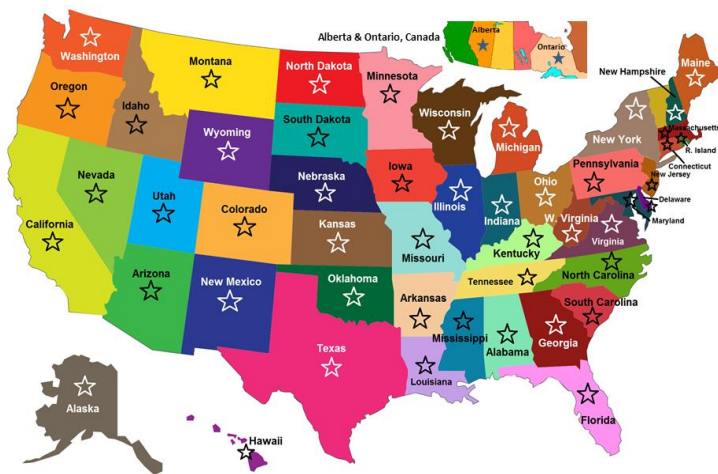 Alberta & Ontario, Canada
Alberta
Ontario
Washington
Montana
North Dakota
Minnesota
Maine
New Hampshire
Oregon
Idaho
Wyoming
South Dakota
Wisconsin
Michigan
New York
Massachusetts
R. Island
Connecticut
Nevada
Utah
Nebraska
Iowa
Illinois
Indiana
Ohio
Pennsylvania
New Jersey
Delaware
Maryland
California
Colorado
Kansas
Missouri
Kentucky
W. Virginia
Virginia
Arizona
New Mexico
Oklahoma
Arkansas
Tennessee
North Carolina
South Carolina
Texas
Louisiana
Mississippi
Alabama
Georgia
Florida
Alaska
Hawaii